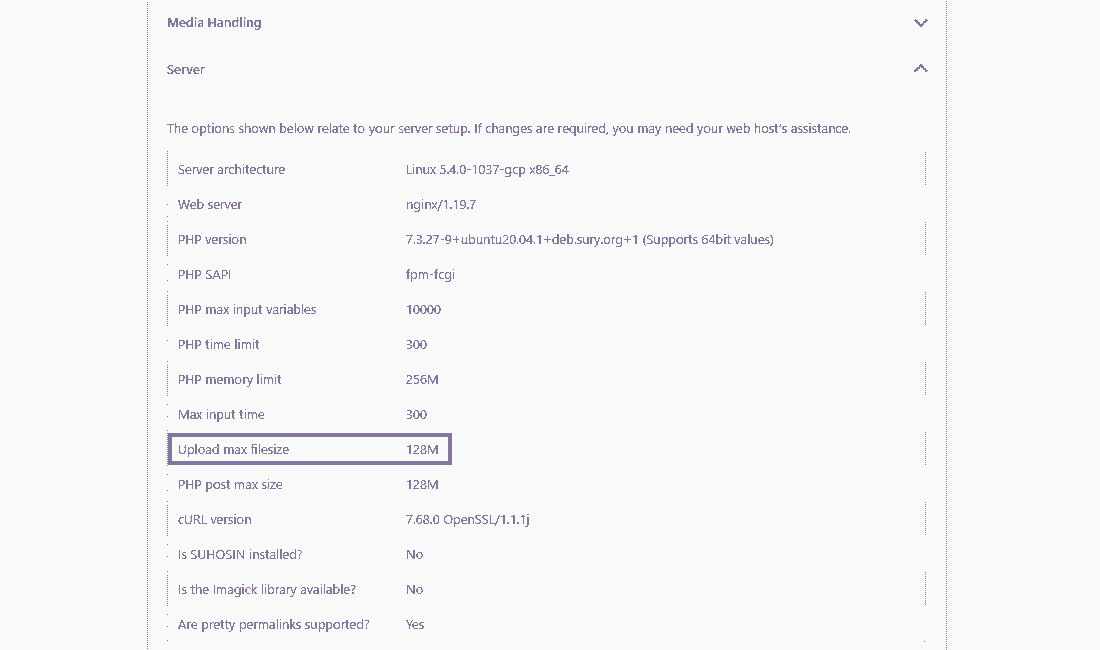 Media Handling
Server
The options shown below relate to your server setup. If changes are required, you may need your web host's assistance.
Server architecture Linux 5.4.0-1037-gcp x86_64
Web server nginx/1.19.7
PHP version 7.3.27-9+ubuntu20.04.1+deb.sury.org+1 (Supports 64bit values)
PHP SAPI fpm-fcgi
PHP max input variables 10000
PHP time limit 300
PHP memory limit 256M
Max input time 300
Upload max filesize 128M
PHP post max size 128M
cURL version 7.68.0 OpenSSL/1.1.1j
Is SUHOSIN installed? No
Is the Imagick library available? No
Are pretty permalinks supported? Yes